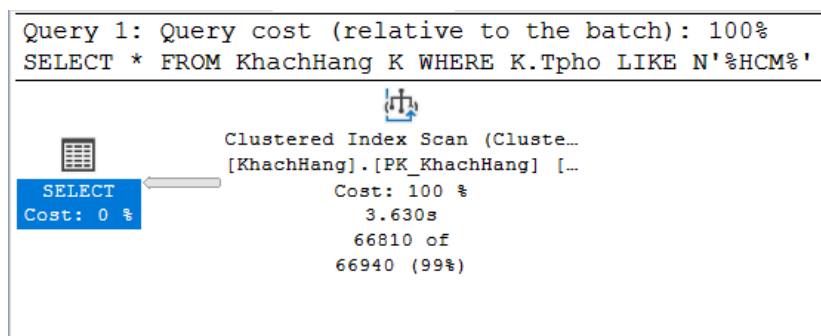 Query 1: Query cost (relative to the batch): 100%
SELECT * FROM KhachHang K WHERE K.Tpho LIKE N'%HCM%'
Clustered Index Scan (Cluste…
[KhachHang].[PK_KhachHang] […
Cost: 100 %
3.630s
66810 of
66940 (99%)
SELECT
Cost: 0 %